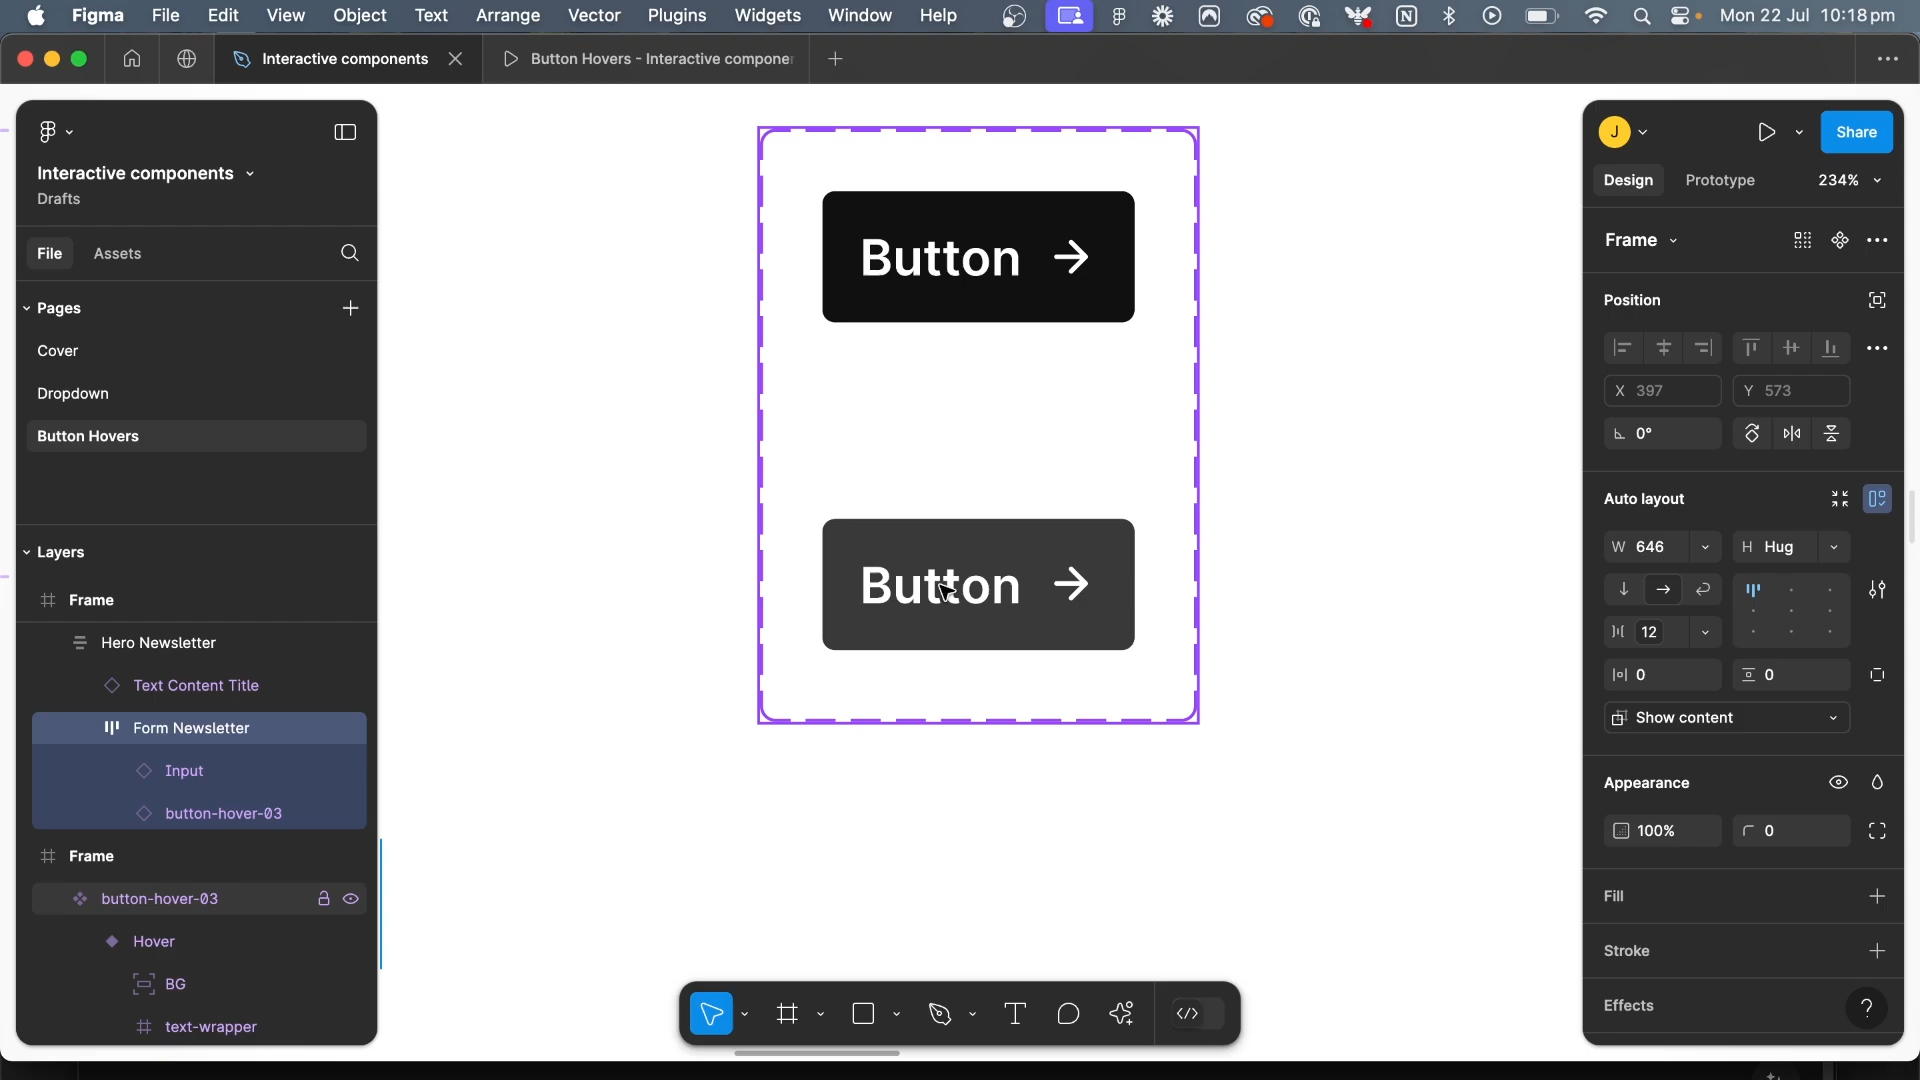 Figma File Edit View Object Text Arrange Vector Plugins Widgets Window Help Mon 22 Jul 10:18 pm
Interactive components Button Hovers - Interactive componen
Interactive components
Drafts
File Assets
Pages
Cover
Dropdown
Button Hovers
Layers
Frame
Hero Newsletter
Text Content Title
Form Newsletter
Input
button-hover-03
Frame
button-hover-03
Hover
BG
text-wrapper
Button →
Button →
J Share
Design Prototype 234%
Frame
Position
X 397 Y 573
0°
Auto layout
W 646 H Hug
12
0 0
Show content
Appearance
100% 0
Fill
Stroke
Effects
?